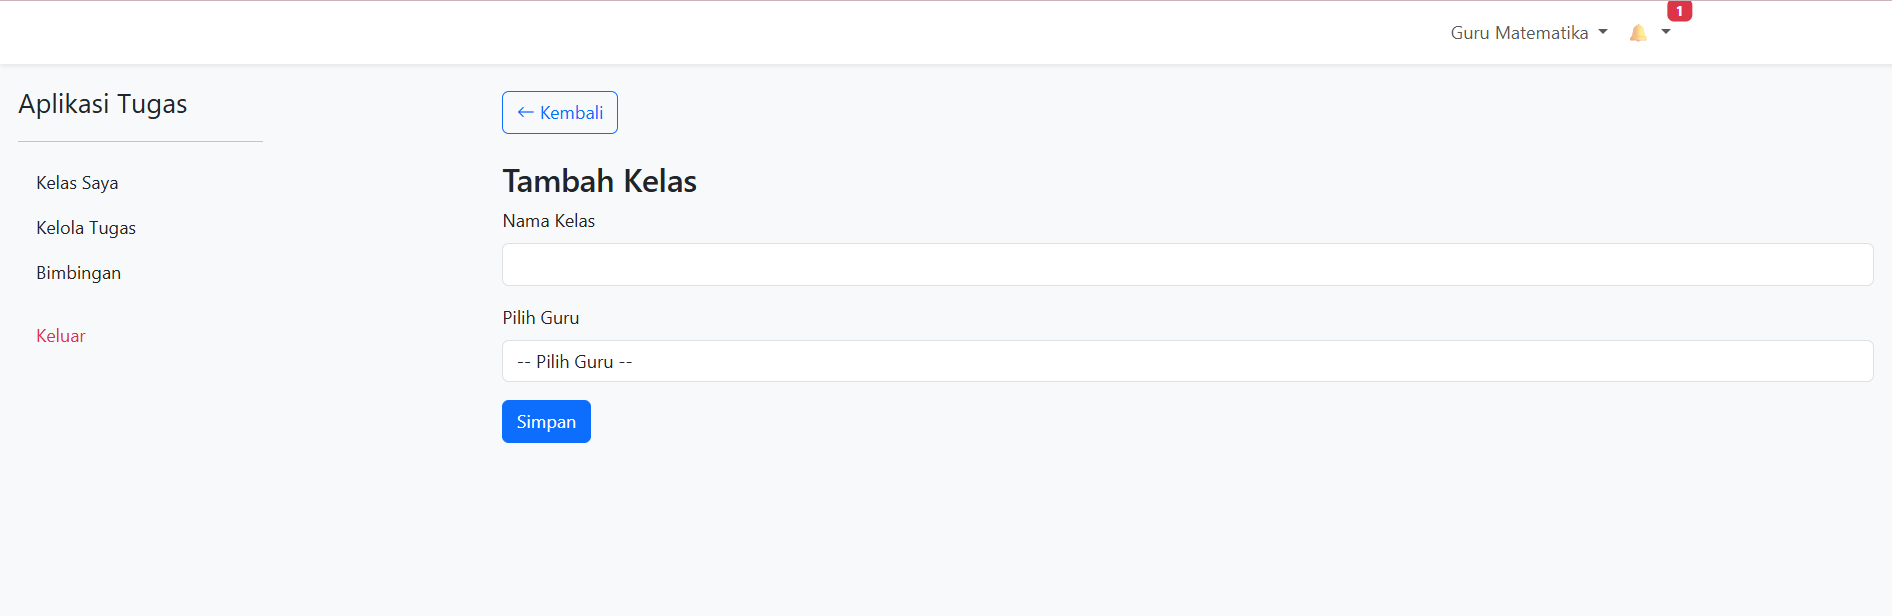 Guru Matematika
1
Aplikasi Tugas
Kelas Saya
Kelola Tugas
Bimbingan
Keluar
← Kembali
Tambah Kelas
Nama Kelas
Pilih Guru
-- Pilih Guru --
Simpan